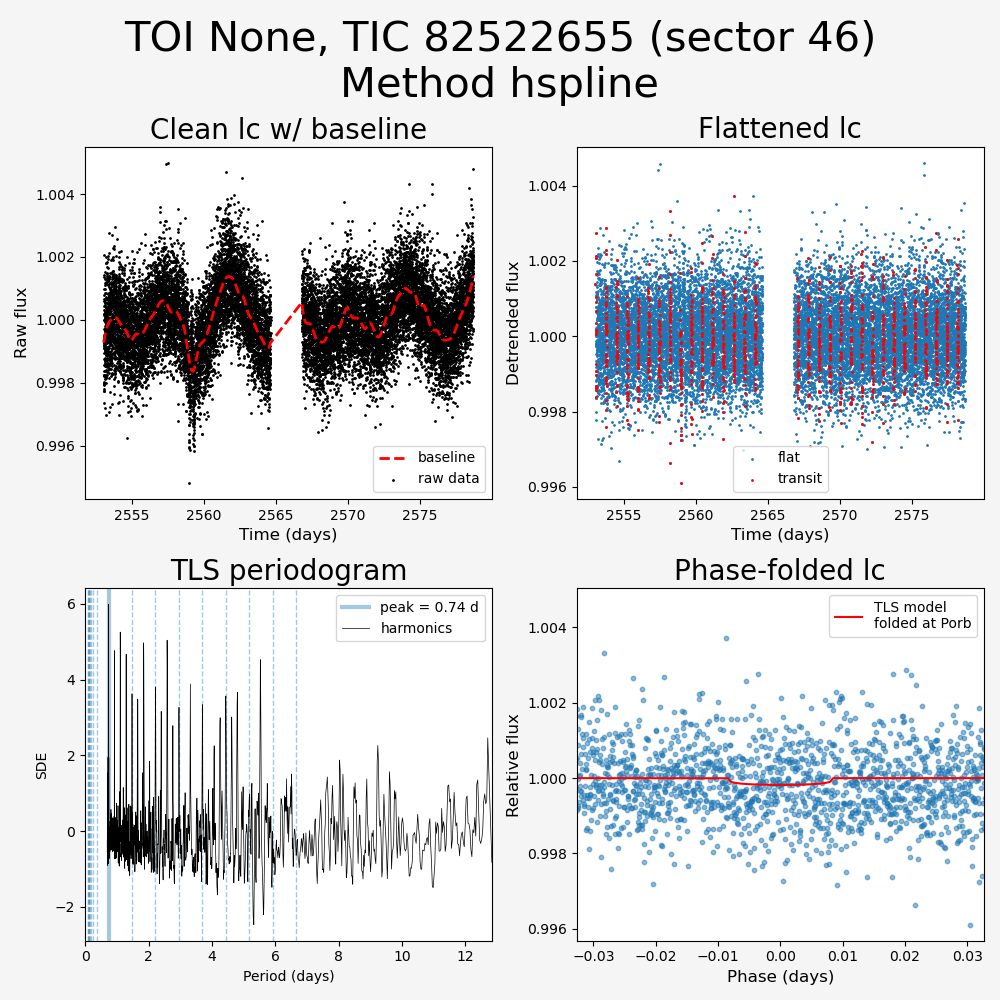 TOI None, TIC 82522655 (sector 46)
Method hspline
Clean lc w/ baseline
Raw flux
1.004
1.002
1.000
0.998
0.996
baseline
raw data
2555 2560 2565 2570 2575
Time (days)
Flattened lc
Detrended flux
1.004
1.002
1.000
0.998
0.996
flat
transit
2555 2560 2565 2570 2575
Time (days)
TLS periodogram
SDE
6
4
2
0
−2
peak = 0.74 d
harmonics
0 2 4 6 8 10 12
Period (days)
Phase-folded lc
Relative flux
1.004
1.002
1.000
0.998
0.996
TLS model
folded at Porb
−0.03 −0.02 −0.01 0.00 0.01 0.02 0.03
Phase (days)